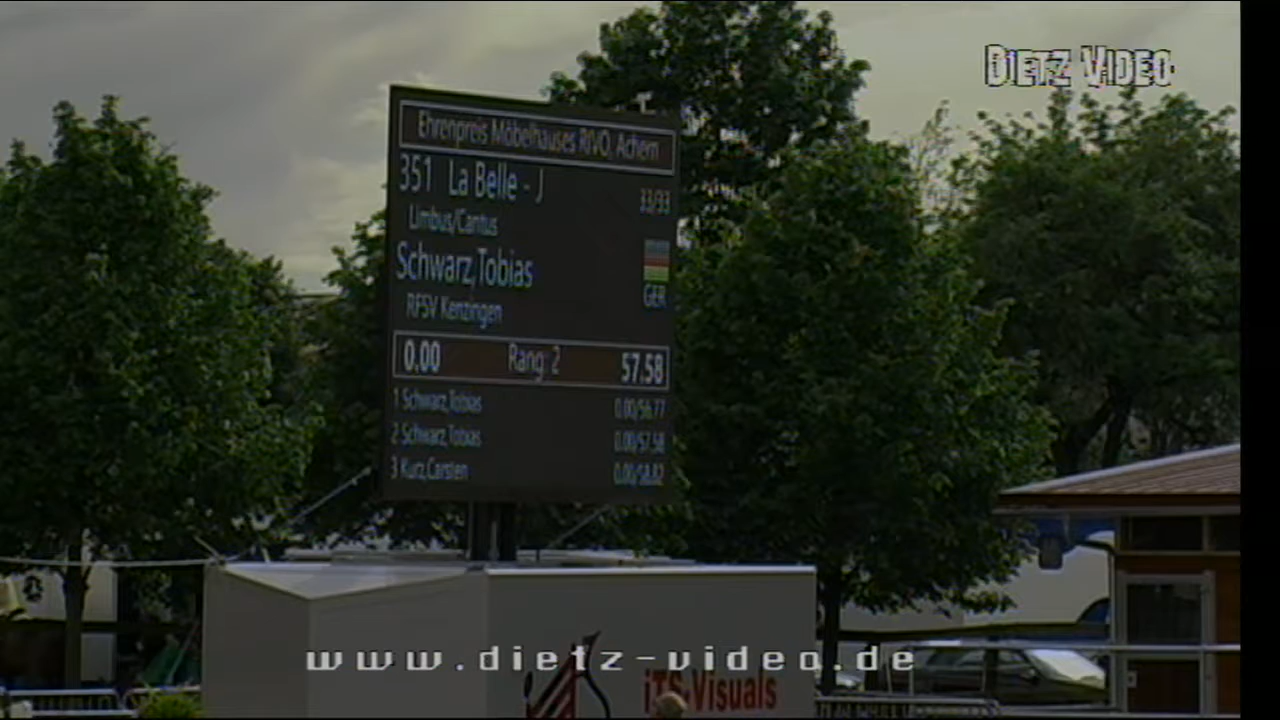 DIETZ VIDEO
Ehrenpreis Möbelhauses RIVO, Achern
351 La Belle - J
33/33
Limbus/Cantus
Schwarz,Tobias
GER
RFSV Kenzingen
0.00 Rang: 2 57.58
1 Schwarz,Tobias 0.00/56.77
2 Schwarz,Tobias 0.00/57.58
3 Kurz,Carsten 0.00/58.82
www.dietz-video.de
iTS-Visuals